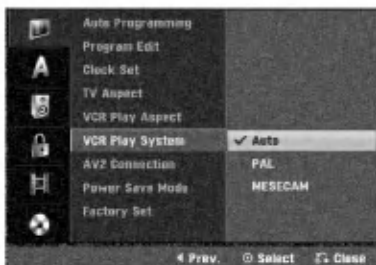 Auto Programming
Program Edit
Clock Set
TV Aspect
VCR Play Aspect
VCR Play System ✓ Auto
AV2 Connection PAL
Power Save Mode MESECAM
Factory Set
A
◀ Prev. ⊙ Select Close